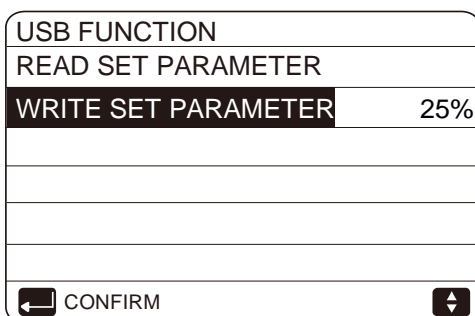 USB FUNCTION
READ SET PARAMETER
WRITE SET PARAMETER 25%
CONFIRM